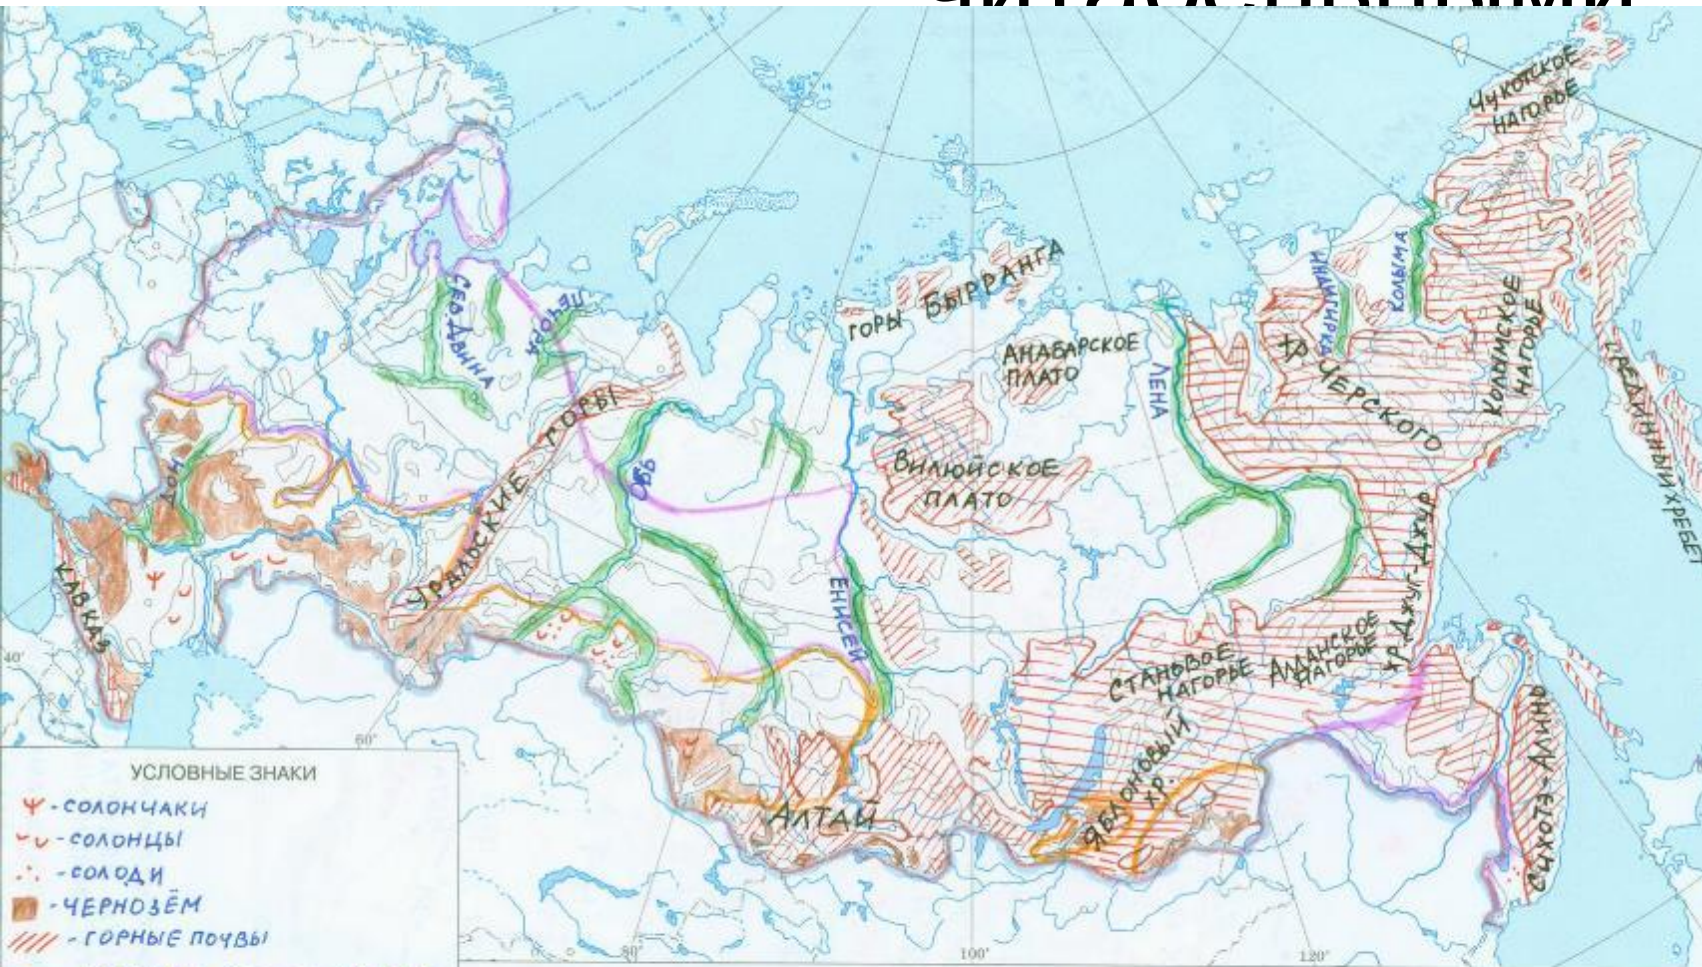 ЧУКОТСКОЕ
НАГОРЬЕ
ГОРЫ БЫРРАНГА
АНАБАРСКОЕ
ПЛАТО
ВИЛЮЙСКОЕ
ПЛАТО
ЛЕНА
ИНДИГИРКА
КОЛЫМА
КОЛЫМСКОЕ
НАГОРЬЕ
ХР. ЧЕРСКОГО
СРЕДИННЫЙ ХРЕБЕТ
СЕВ ДВИНА
ПЕЧОРА
УРАЛЬСКИЕ ГОРЫ
ДОН
ОБЬ
ЕНИСЕЙ
КАВКАЗ
ХР. ДЖУГ-ДЖУР
СТАНОВОЕ
НАГОРЬЕ
АЛДАНСКОЕ
НАГОРЬЕ
ЯБЛОНОВЫЙ
ХР.
АЛТАЙ
СИХОТЭ-АЛИНЬ
40°
60°
80°
100°
120°
УСЛОВНЫЕ ЗНАКИ
-СОЛОНЧАКИ
-СОЛОНЦЫ
-СОЛОДИ
-ЧЕРНОЗЁМ
-ГОРНЫЕ ПОЧВЫ